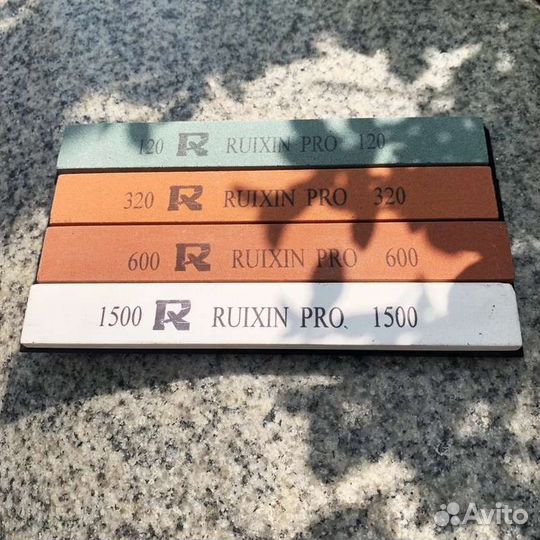 120 R RUIXIN PRO 120
320 R RUIXIN PRO 320
600 R RUIXIN PRO 600
1500 R RUIXIN PRO 1500
Avito